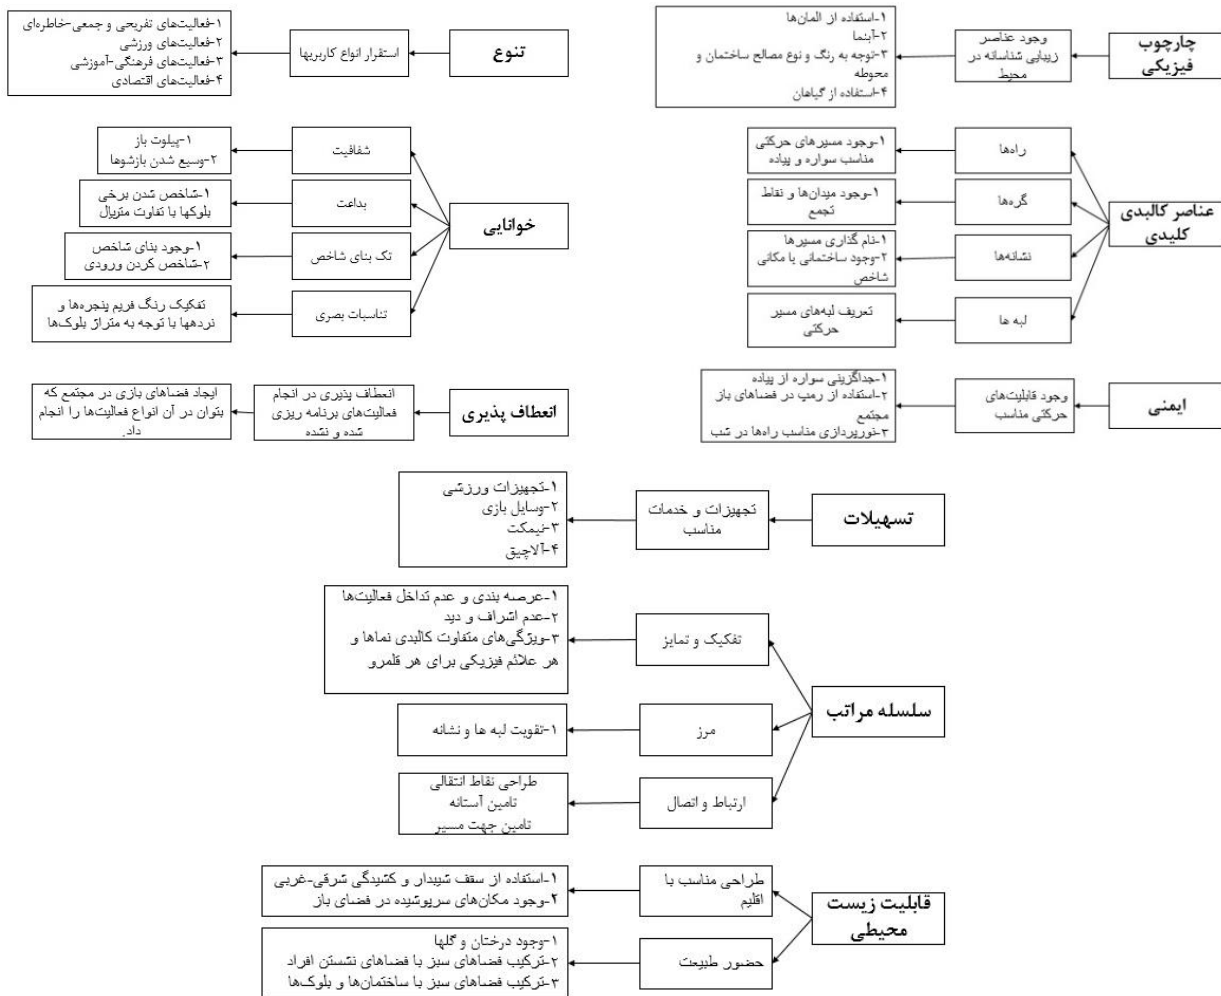 چارچوب
فیزیکی
وجود عناصر
زیبایی شناسانه در
محیط
۱-استفاده از المان‌ها
۲-آبنما
۳-توجه به رنگ و نوع مصالح ساختمان و
محوطه
۴-استفاده از گیاهان
تنوع
استقرار انواع کاربریها
۱-فعالیت‌های تفریحی و جمعی-خاطره‌ای
۲-فعالیت‌های ورزشی
۳-فعالیت‌های فرهنگی-آموزشی
۴-فعالیت‌های اقتصادی
عناصر کالبدی
کلیدی
راه‌ها
۱-وجود مسیرهای حرکتی
مناسب سواره و پیاده
گره‌ها
۱-وجود میدان‌ها و نقاط
تجمع
نشانه‌ها
۱-نام گذاری مسیرها
۲-وجود ساختمانی یا مکانی
شاخص
لبه ها
تعریف لبه‌های مسیر
حرکتی
خوانایی
شفافیت
۱-پیلوت باز
۲-وسیع شدن بازشوها
بداعت
۱-شاخص شدن برخی
بلوکها با تفاوت متریال
تک بنای شاخص
۱-وجود بنای شاخص
۲-شاخص کردن ورودی
تناسبات بصری
تفکیک رنگ فریم پنجره‌ها و
نرده‌ها با توجه به متراژ بلوک‌ها
ایمنی
وجود قابلیت‌های
حرکتی مناسب
۱-جداگزینی سواره از پیاده
۲-استفاده از رمپ در فضاهای باز
مجتمع
۳-نورپردازی مناسب راه‌ها در شب
انعطاف پذیری
انعطاف پذیری در انجام
فعالیت‌های برنامه ریزی
شده و نشده
ایجاد فضاهای بازی در مجتمع که
بتوان در آن انواع فعالیت‌ها را انجام
داد.
تسهیلات
تجهیزات و خدمات
مناسب
۱-تجهیزات ورزشی
۲-وسایل بازی
۳-نیمکت
۴-آلاچیق
سلسله مراتب
تفکیک و تمایز
۱-عرصه بندی و عدم تداخل فعالیت‌ها
۲-عدم اشراف و دید
۳-ویژگی‌های متفاوت کالبدی نماها و
هر علائم فیزیکی برای هر قلمرو
مرز
۱-تقویت لبه ها و نشانه
ارتباط و اتصال
طراحی نقاط انتقالی
تامین آستانه
تامین جهت مسیر
قابلیت زیست
محیطی
طراحی مناسب با
اقلیم
۱-استفاده از سقف شیبدار و کشیدگی شرقی-غربی
۲-وجود مکان‌های سرپوشیده در فضای باز
حضور طبیعت
۱-وجود درختان و گلها
۲-ترکیب فضاهای سبز با فضاهای نشستن افراد
۳-ترکیب فضاهای سبز با ساختمان‌ها و بلوک‌ها